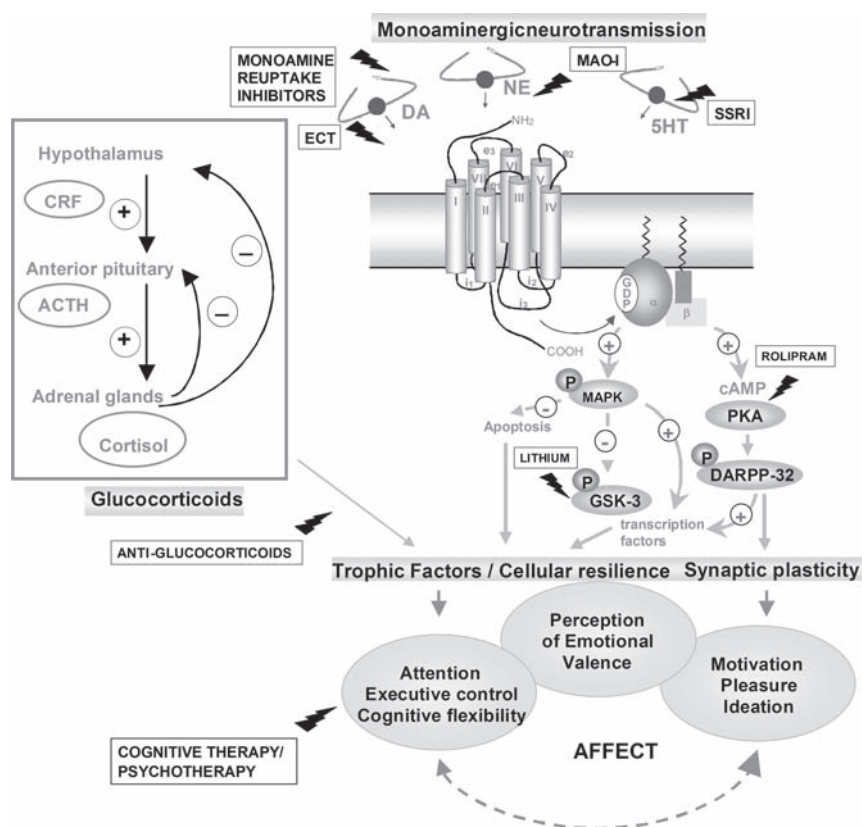 Monoaminergicneurotransmission
MONOAMINE
REUPTAKE
INHIBITORS
MAO-I
NE
DA
5HT
SSRI
ECT
NH2
e3
e2
e1
VII
VI
V
I
II
III
IV
i1
i2
i3
COOH
G
D
P
α
β
Hypothalamus
CRF
+
−
Anterior pituitary
ACTH
−
+
Adrenal glands
Cortisol
Glucocorticoids
ANTI-GLUCOCORTICOIDS
+
+
ROLIPRAM
cAMP
PKA
P
MAPK
-
Apoptosis
-
+
LITHIUM
P
GSK-3
P
DARPP-32
+
transcription
factors
Trophic Factors / Cellular resilience Synaptic plasticity
Perception
of Emotional
Valence
Attention
Executive control
Cognitive flexibility
Motivation
Pleasure
Ideation
COGNITIVE THERAPY/
PSYCHOTHERAPY
AFFECT